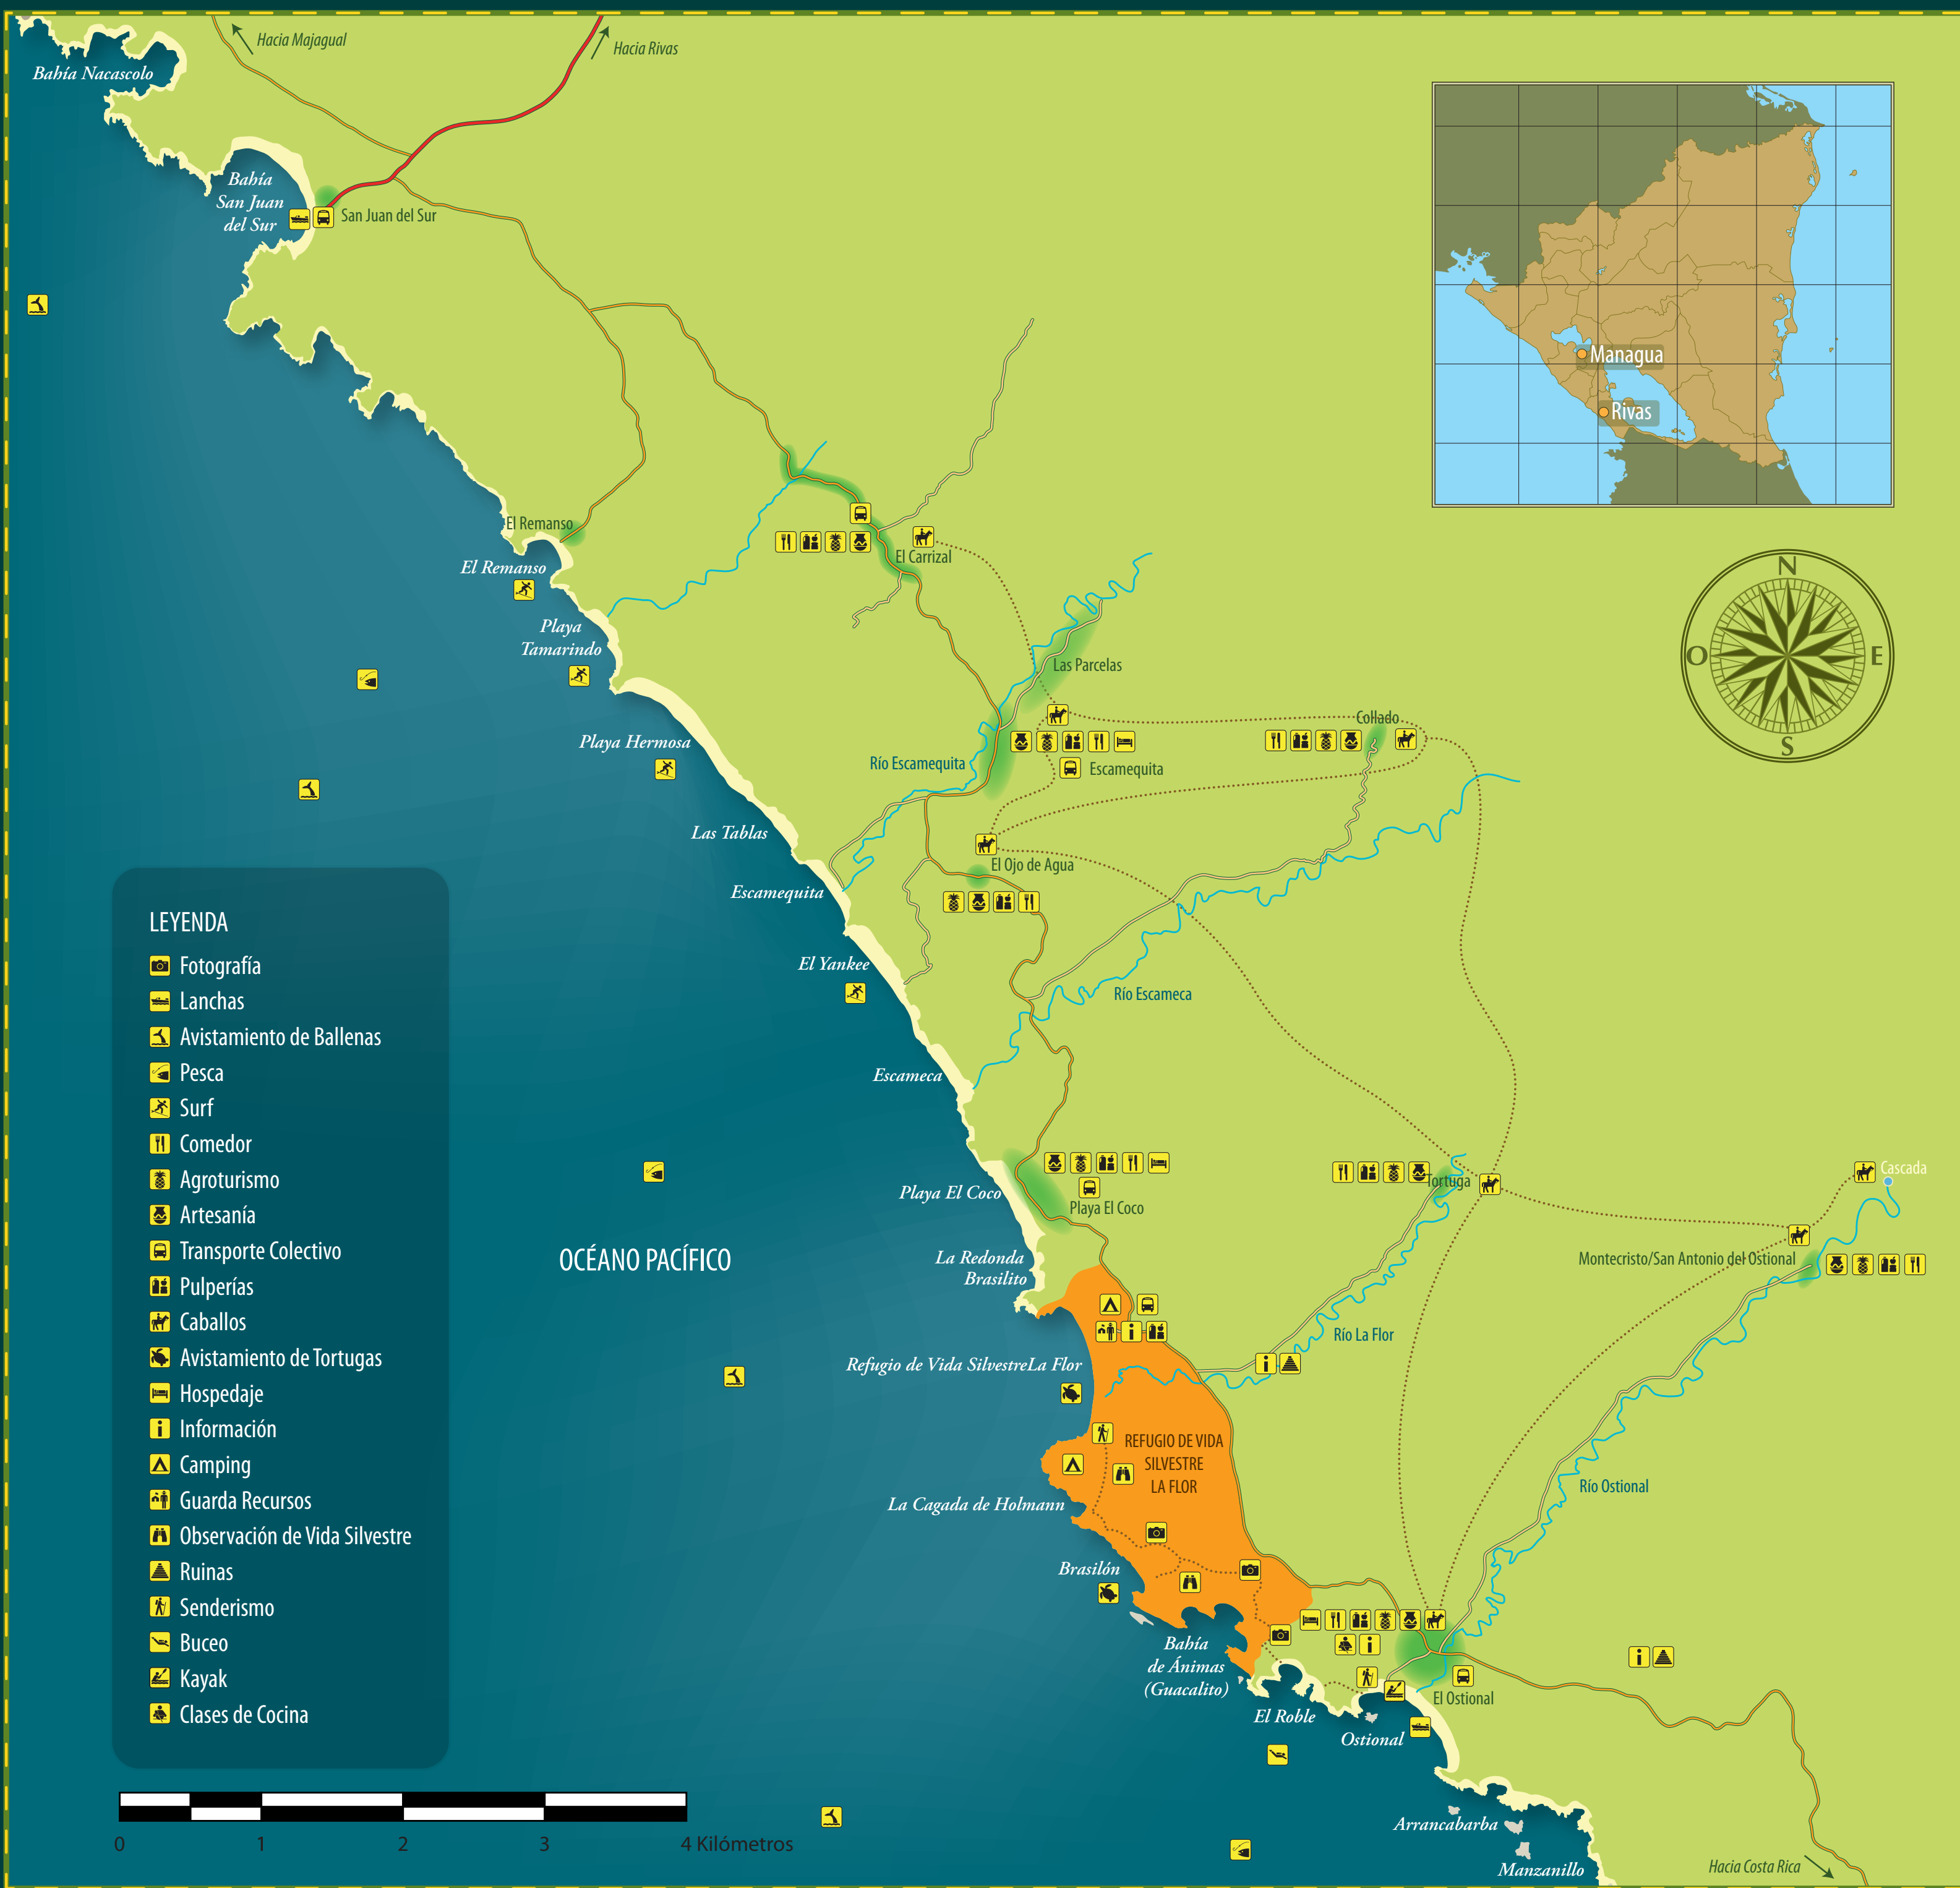 Hacia Majagual
Hacia Rivas
Bahía Nacascolo
Bahía
San Juan
del Sur
San Juan del Sur
Managua
Rivas
N
O
E
S
El Remanso
El Remanso
El Carrizal
Playa
Tamarindo
Las Parcelas
Collado
Playa Hermosa
Río Escamequita
Escamequita
Las Tablas
El Ojo de Agua
Escamequita
El Yankee
Río Escameca
Escameca
Playa El Coco
Playa El Coco
Tortuga
Cascada
OCÉANO PACÍFICO
La Redonda
Brasilito
Montecristo/San Antonio del Ostional
Río La Flor
Refugio de Vida SilvestreLa Flor
REFUGIO DE VIDA
SILVESTRE
LA FLOR
La Cagada de Holmann
Río Ostional
Brasilón
Bahía
de Ánimas
(Guacalito)
El Ostional
El Roble
Ostional
Arrancabarba
Manzanillo
Hacia Costa Rica
LEYENDA
Fotografía
Lanchas
Avistamiento de Ballenas
Pesca
Surf
Comedor
Agroturismo
Artesanía
Transporte Colectivo
Pulperías
Caballos
Avistamiento de Tortugas
Hospedaje
Información
Camping
Guarda Recursos
Observación de Vida Silvestre
Ruinas
Senderismo
Buceo
Kayak
Clases de Cocina
0 1 2 3 4 Kilómetros